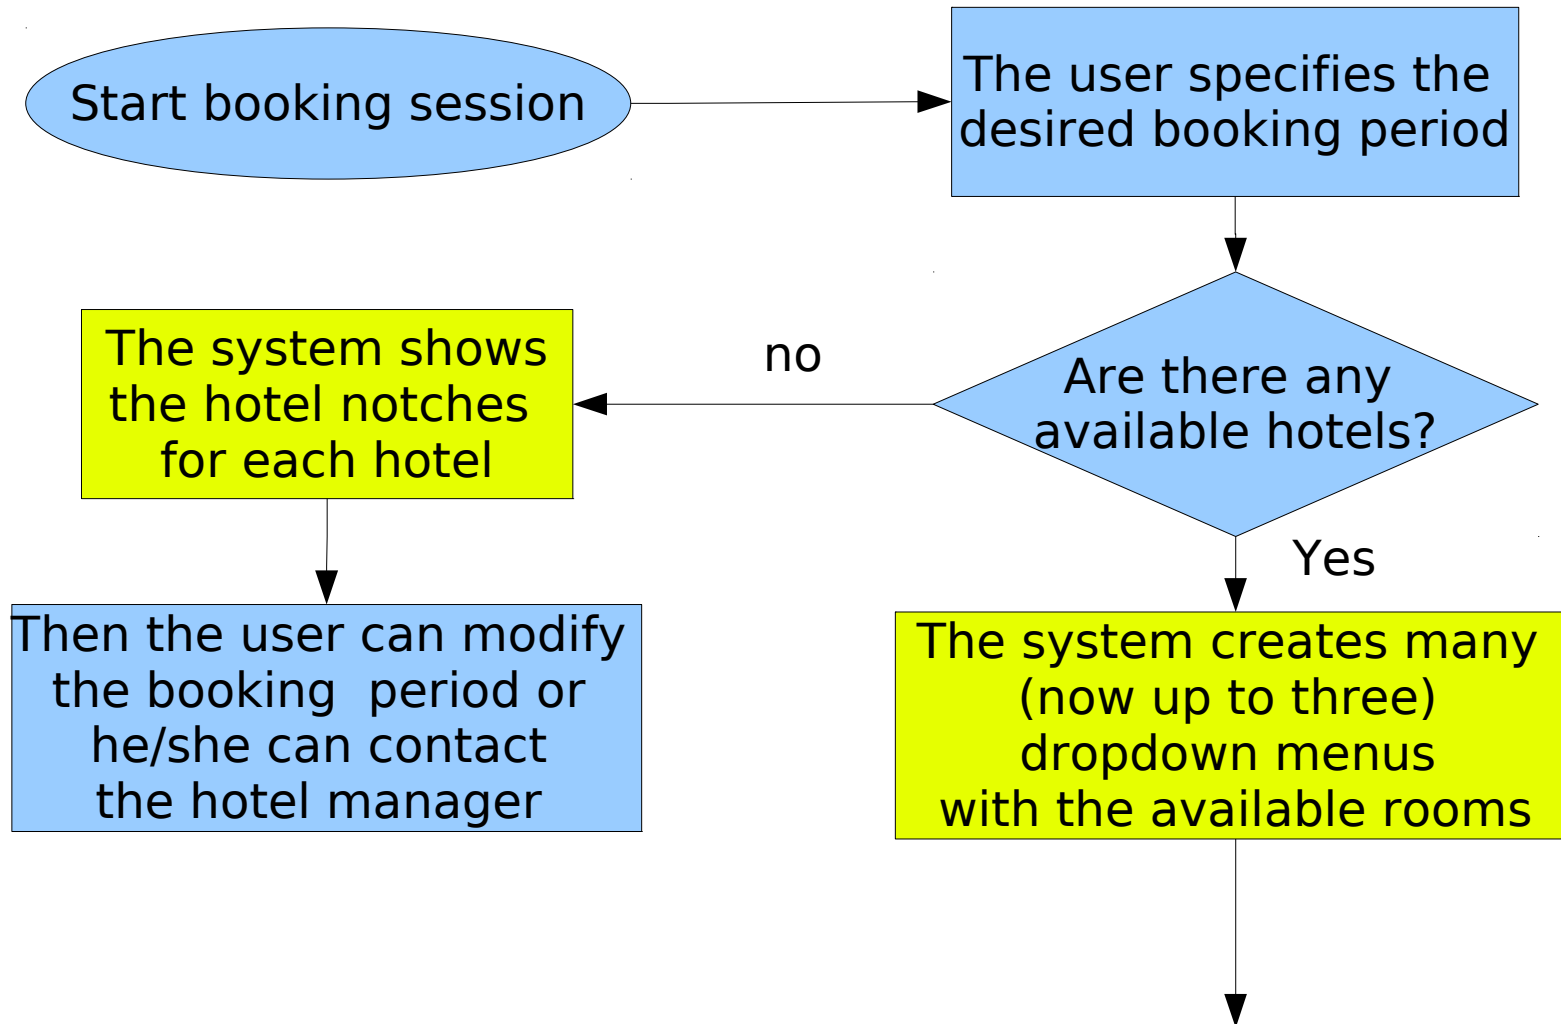 Start booking session
The user specifies the
desired booking period
Are there any
available hotels?
no
The system shows
the hotel notches
for each hotel
Then the user can modify
the booking period or
he/she can contact
the hotel manager
Yes
The system creates many
(now up to three)
dropdown menus
with the available rooms